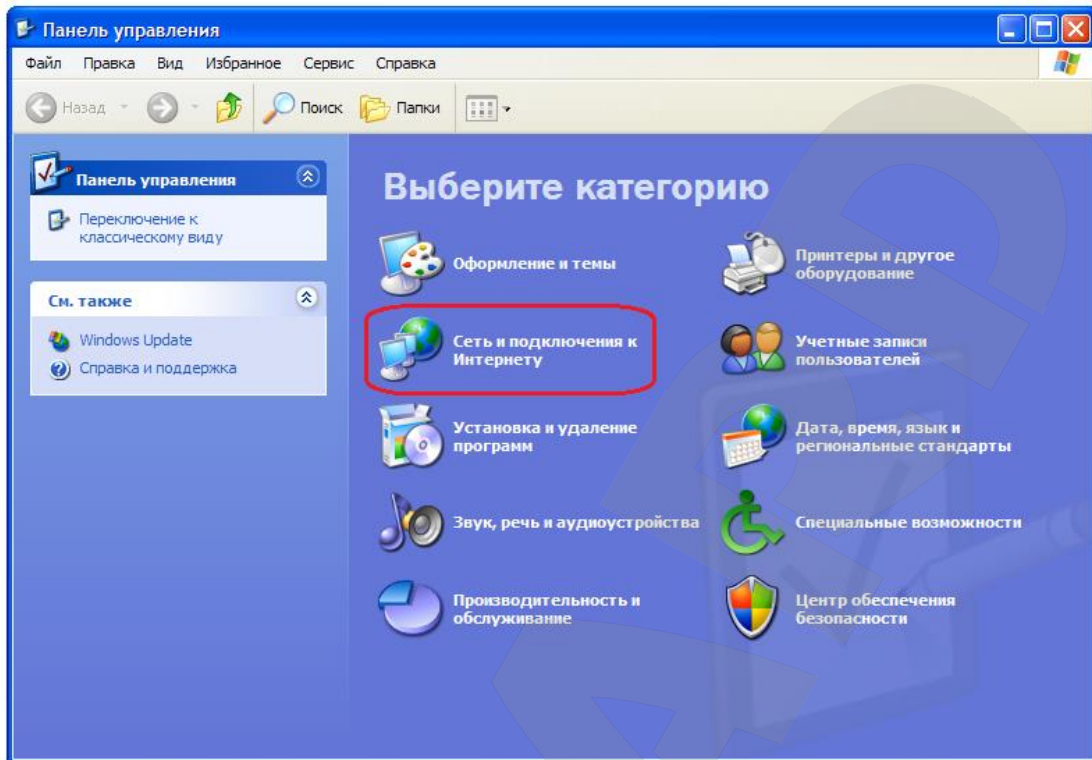 Панель управления
Файл Правка Вид Избранное Сервис Справка
Назад Поиск Папки
Панель управления
Переключение к
классическому виду
См. также
Windows Update
Справка и поддержка
Выберите категорию
Оформление и темы
Принтеры и другое
оборудование
Сеть и подключения к
Интернету
Учетные записи
пользователей
Установка и удаление
программ
Дата, время, язык и
региональные стандарты
Звук, речь и аудиоустройства
Специальные возможности
Производительность и
обслуживание
Центр обеспечения
безопасности